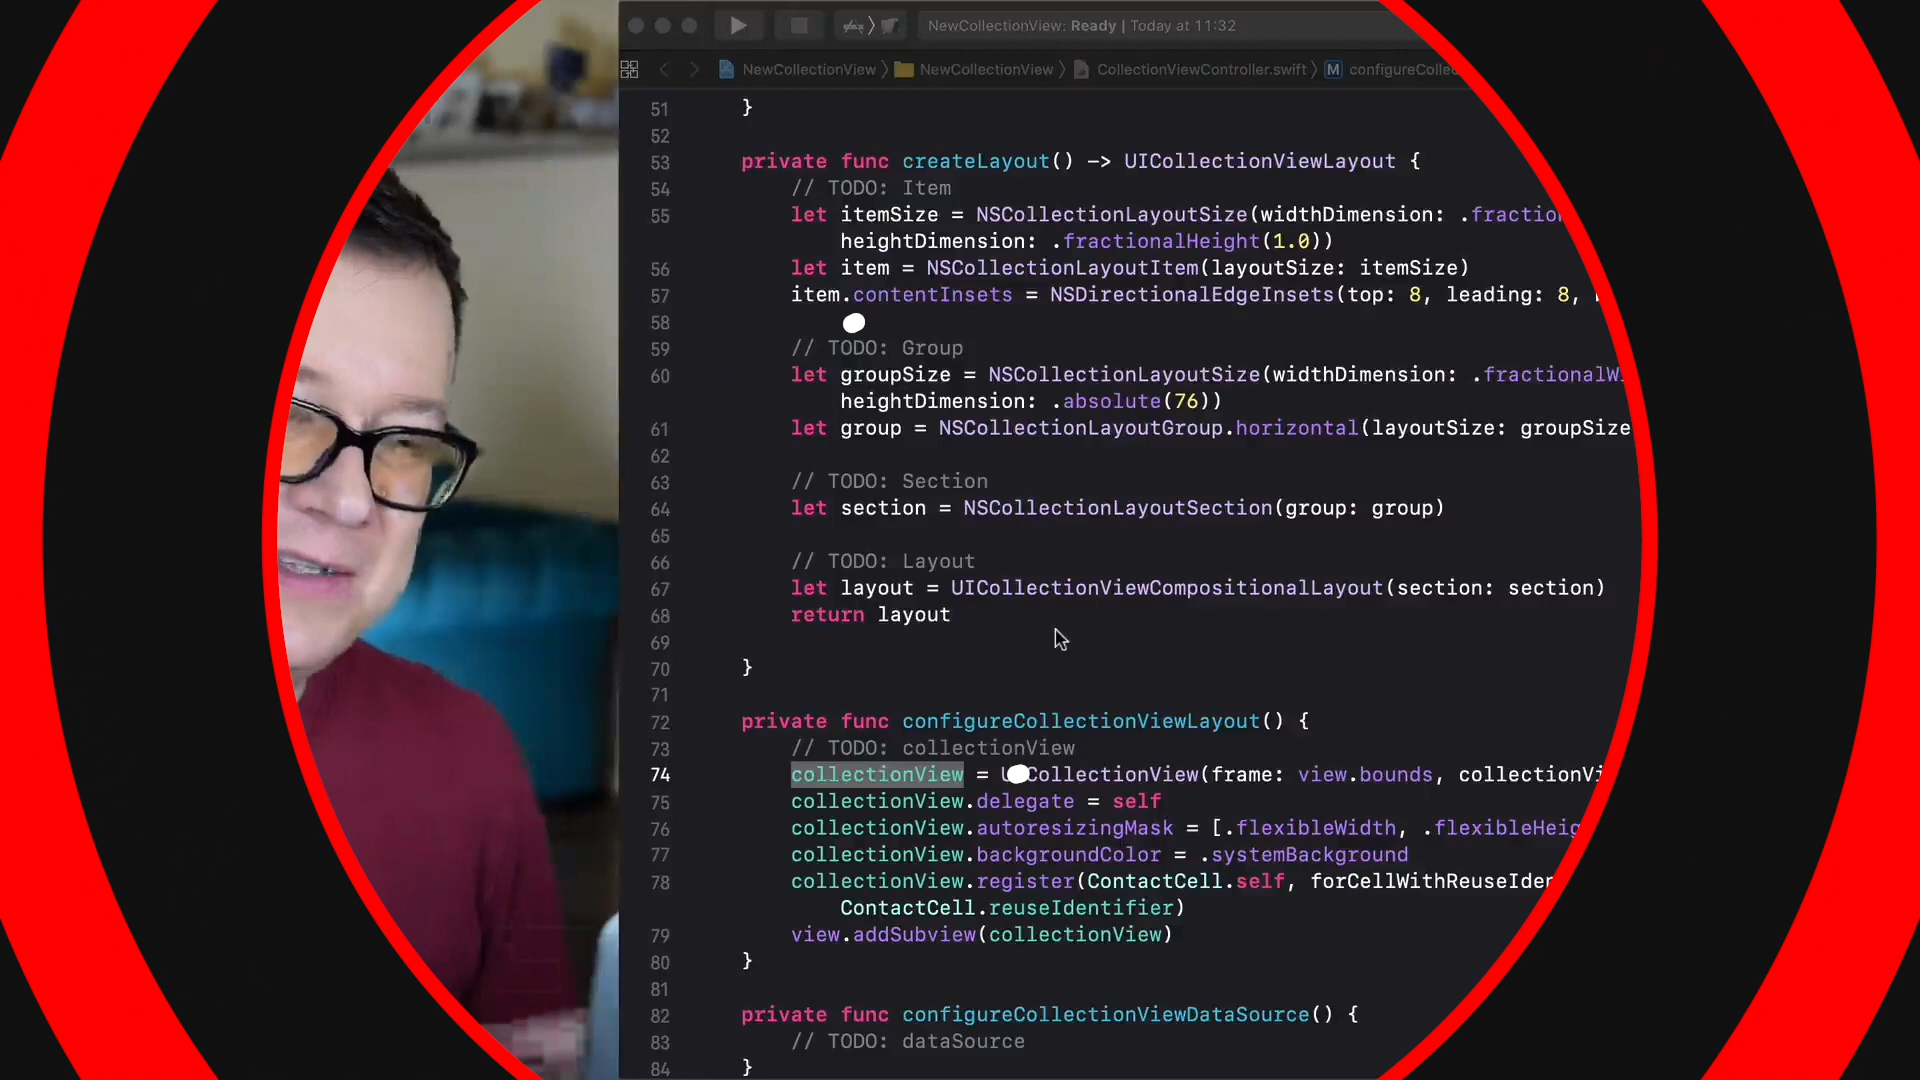 NewCollectionView: Ready | Today at 11:32
NewCollectionView NewCollectionView CollectionViewController.swift M
51 }
52
53 private func createLayout() -> UICollectionViewLayout {
54 // TODO: Item
55 let itemSize = NSCollectionLayoutSize(widthDimension:
heightDimension: .fractionalHeight(1.0))
56 let item = NSCollectionLayoutItem(layoutSize: itemSize)
57 item.contentInsets = NSDirectionalEdgeInsets(top: 8, leading: 8,
58
59 // TODO: Group
60 let groupSize = NSCollectionLayoutSize(widthDimension:
heightDimension: .absolute(76))
61 let group = NSCollectionLayoutGroup.horizontal(layoutSize: groupSize
62
63 // TODO: Section
64 let section = NSCollectionLayoutSection(group: group)
65
66 // TODO: Layout
67 let layout = UICollectionViewCompositionalLayout(section: section)
68 return layout
69
70 }
71
72 private func configureCollectionViewLayout() {
73 // TODO: collectionView
74 collectionView = UICollectionView(frame: view.bounds,
75 collectionView.delegate = self
76 collectionView.autoresizingMask = [.flexibleWidth,
77 collectionView.backgroundColor = .systemBackground
78 collectionView.register(ContactCell.self,
ContactCell.reuseIdentifier)
79 view.addSubview(collectionView)
80 }
81
82 private func configureCollectionViewDataSource() {
83 // TODO: dataSource
84 }